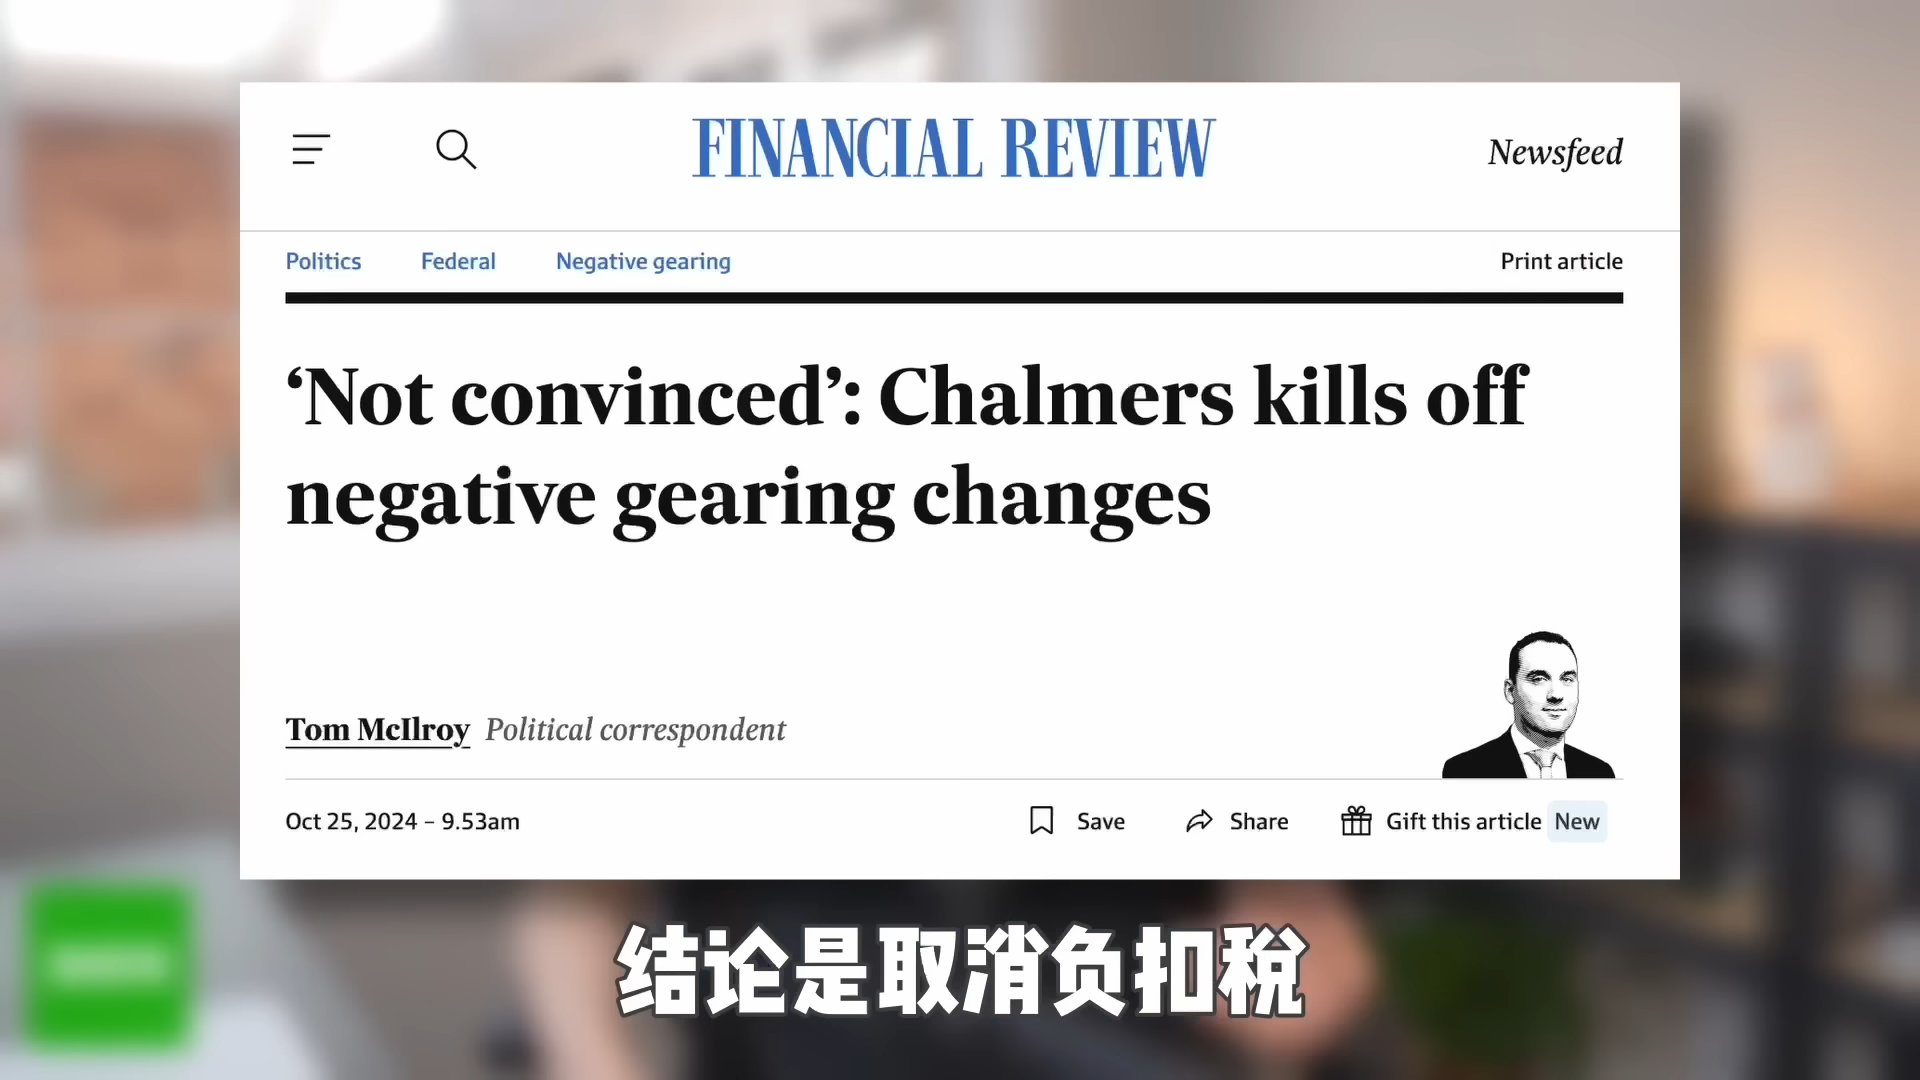 FINANCIAL REVIEW
Newsfeed
Politics Federal Negative gearing Print article
‘Not convinced’: Chalmers kills off
negative gearing changes
Tom McIlroy Political correspondent
Oct 25, 2024 – 9.53am Save Share Gift this article New
结论是取消负扣税